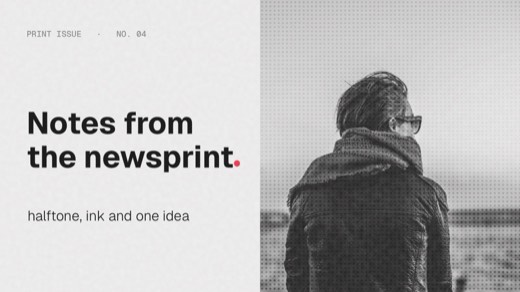 PRINT ISSUE · NO. 04
Notes from
the newsprint.
halftone, ink and one idea